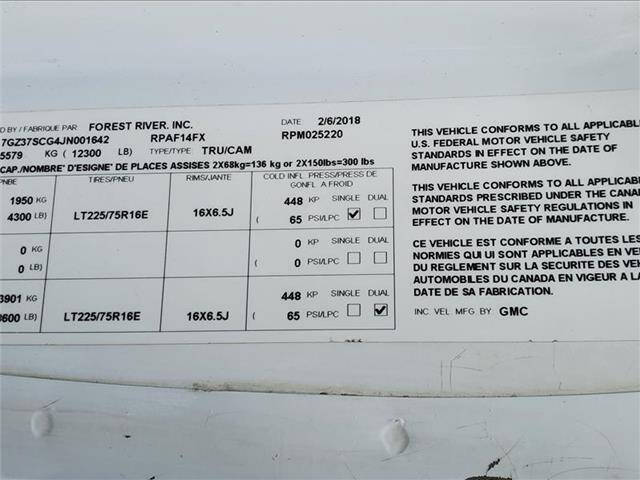 D BY / FABRIQUE PAR FOREST RIVER. INC. DATE 2/6/2018
7GZ37SCG4JN001642 RPAF14FX RPM025220
5579 KG ( 12300 LB) TYPE/TYPE TRU/CAM
CAP./NOMBRE' D'ESIGNE' DE PLACES ASSISES 2X68kg=136 kg or 2X150lbs=300 lbs
PNBE TIRES/PNEU RIMS/JANTE COLD INFL. PRESS/PRESS DE GONFL. A FROID
1950 KG 448 KP SINGLE DUAL
4300 LB) LT225/75R16E 16X6.5J ( 65 PSI/LPC
0 KG 0 KP SINGLE DUAL
0 LB) ( 0 PSI/LPC
3901 KG 448 KP SINGLE DUAL
8600 LB) LT225/75R16E 16X6.5J ( 65 PSI/LPC
THIS VEHICLE CONFORMS TO ALL APPLICABLE
U.S. FEDERAL MOTOR VEHICLE SAFETY
STANDARDS IN EFFECT ON THE DATE OF
MANUFACTURE SHOWN ABOVE.
THIS VEHICLE CONFORMS TO ALL APPLICABL
STANDARDS PRESCRIBED UNDER THE CANA
MOTOR VEHICLE SAFETY REGULATIONS IN
EFFECT ON THE DATE OF MANUFACTURE.
CE VEHICULE EST CONFORME A TOUTES LES
NORMES QUI UI SONT APPLICABLES EN VE
DU REGLEMENT SUR LA SECURITE DES VEH
AUTOMOBILES DU CANADA EN VIGEUR A LA
DATE DE SA FABRICATION.
INC. VEL MFG BY GMC